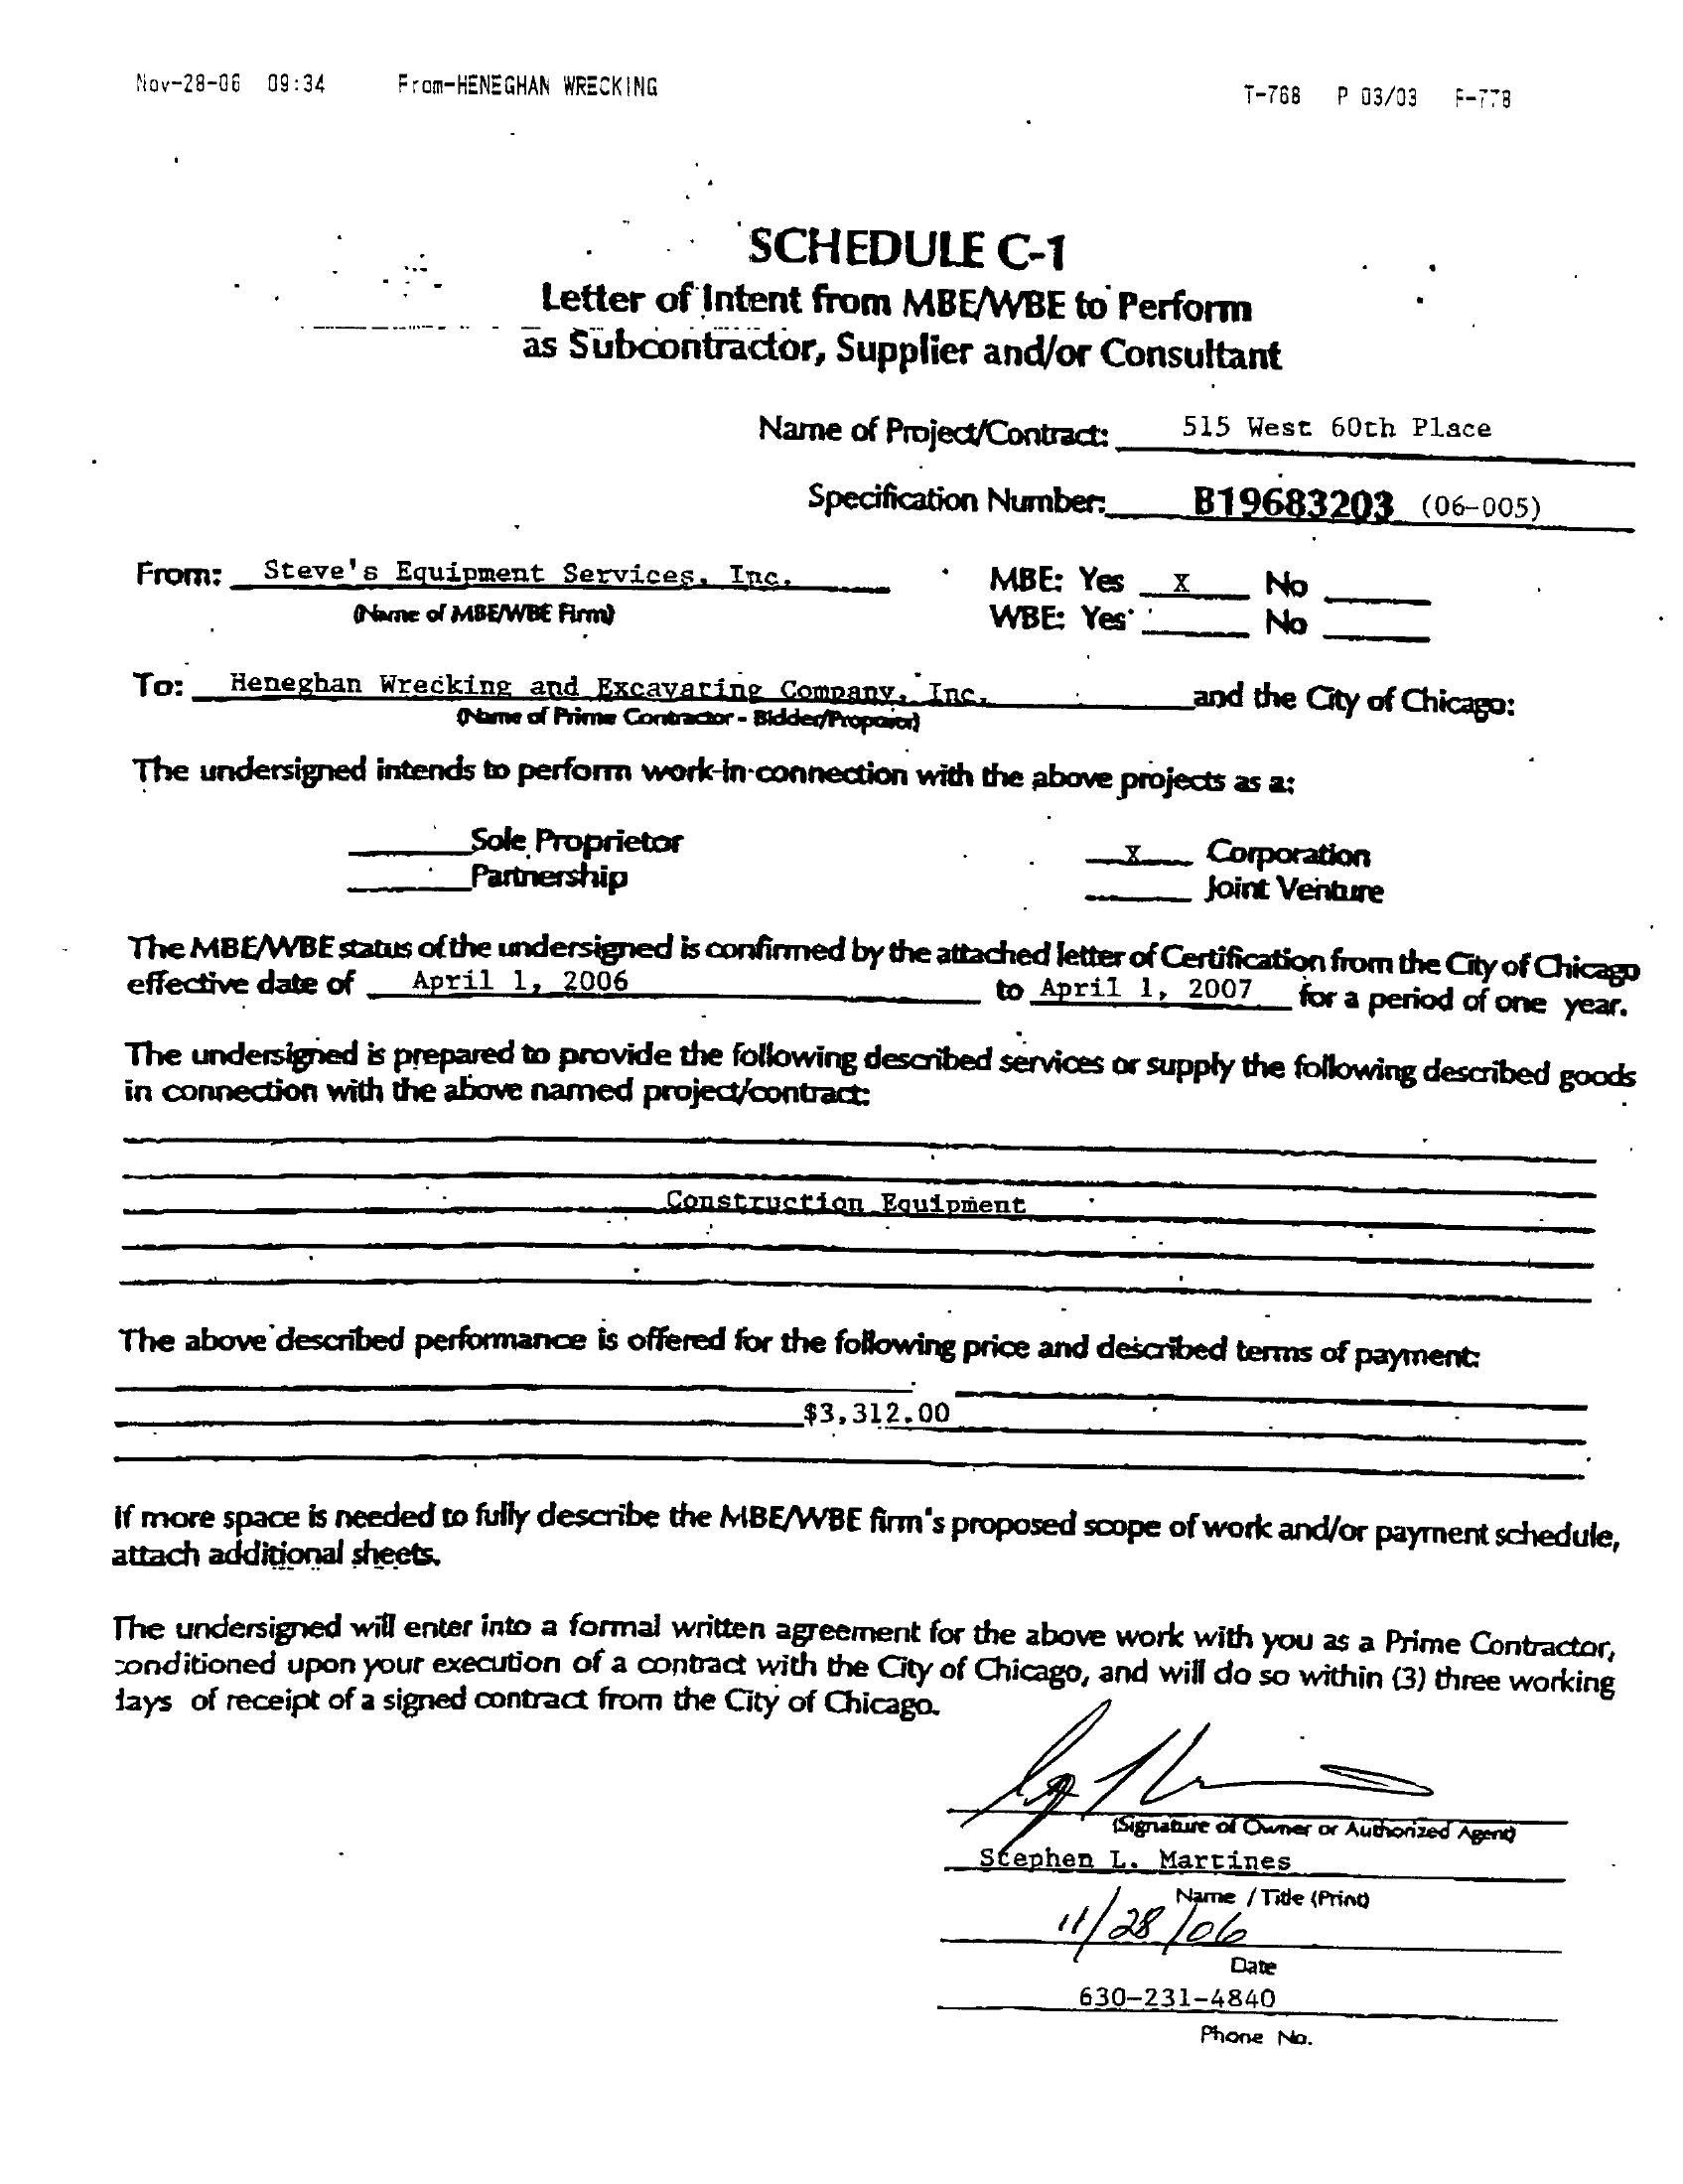 Nov-28-06 09:34 From-HENEGHAN WRECKING T-768 P 03/03 F-778
SCHEDULE C-1
Letter of Intent from MBE/WBE to Perform
as Subcontractor, Supplier and/or Consultant
Name of Project/Contract: 515 West 60th Place
Specification Number: B19683203 (06-005)
From: Steve's Equipment Services, Inc. MBE: Yes X No
(Name of MBE/WBE Firm) WBE: Yes No
To: Heneghan Wrecking and Excavating Company, Inc. and the City of Chicago:
(Name of Prime Contractor - Bidder/Proposer)
The undersigned intends to perform work in connection with the above projects as a:
Sole Proprietor X Corporation
Partnership Joint Venture
The MBE/WBE status of the undersigned is confirmed by the attached letter of Certification from the City of Chicago
effective date of April 1, 2006 to April 1, 2007 for a period of one year.
The undersigned is prepared to provide the following described services or supply the following described goods
in connection with the above named project/contract:
Construction Equipment
The above described performance is offered for the following price and described terms of payment:
$3,312.00
If more space is needed to fully describe the MBE/WBE firm's proposed scope of work and/or payment schedule,
attach additional sheets.
The undersigned will enter into a formal written agreement for the above work with you as a Prime Contractor,
conditioned upon your execution of a contract with the City of Chicago, and will do so within (3) three working
days of receipt of a signed contract from the City of Chicago.
(Signature of Owner or Authorized Agent)
Stephen L. Martines
Name / Title (Print)
11/28/06
Date
630-231-4840
Phone No.